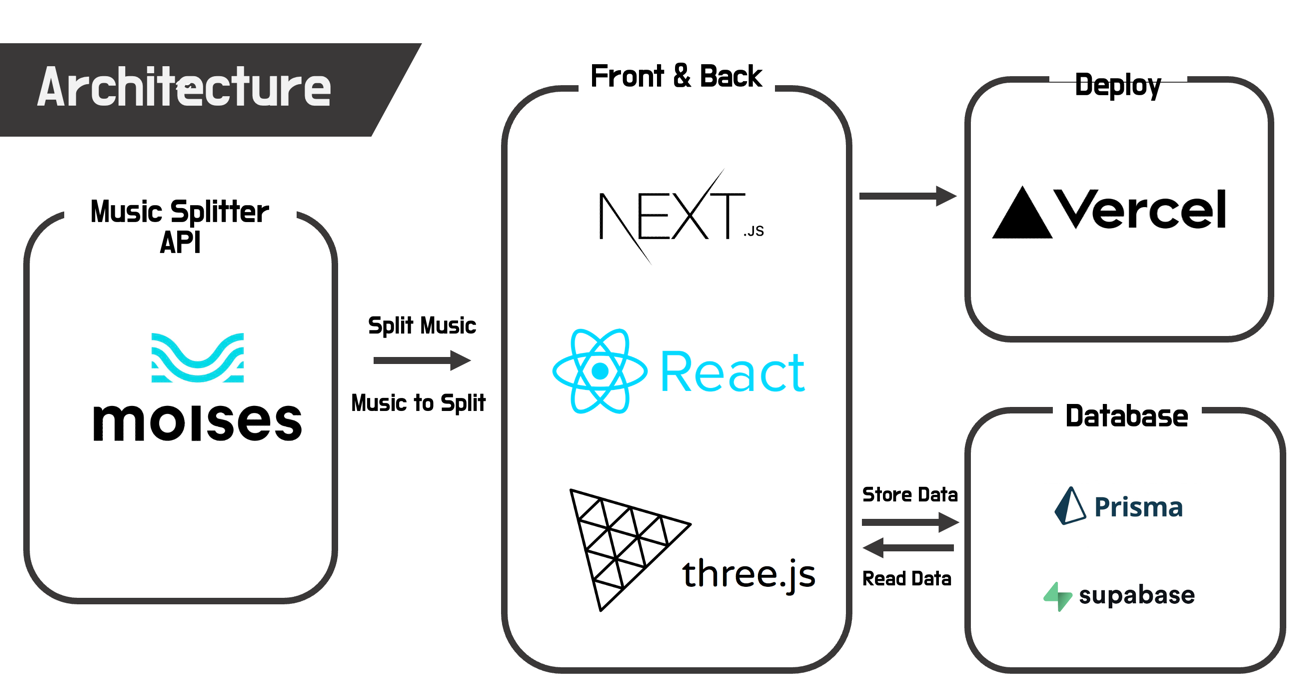 Architecture
Music Splitter
API
moises
Split Music
Music to Split
Front & Back
NEXT.JS
React
three.js
Deploy
Vercel
Store Data
Read Data
Database
Prisma
supabase